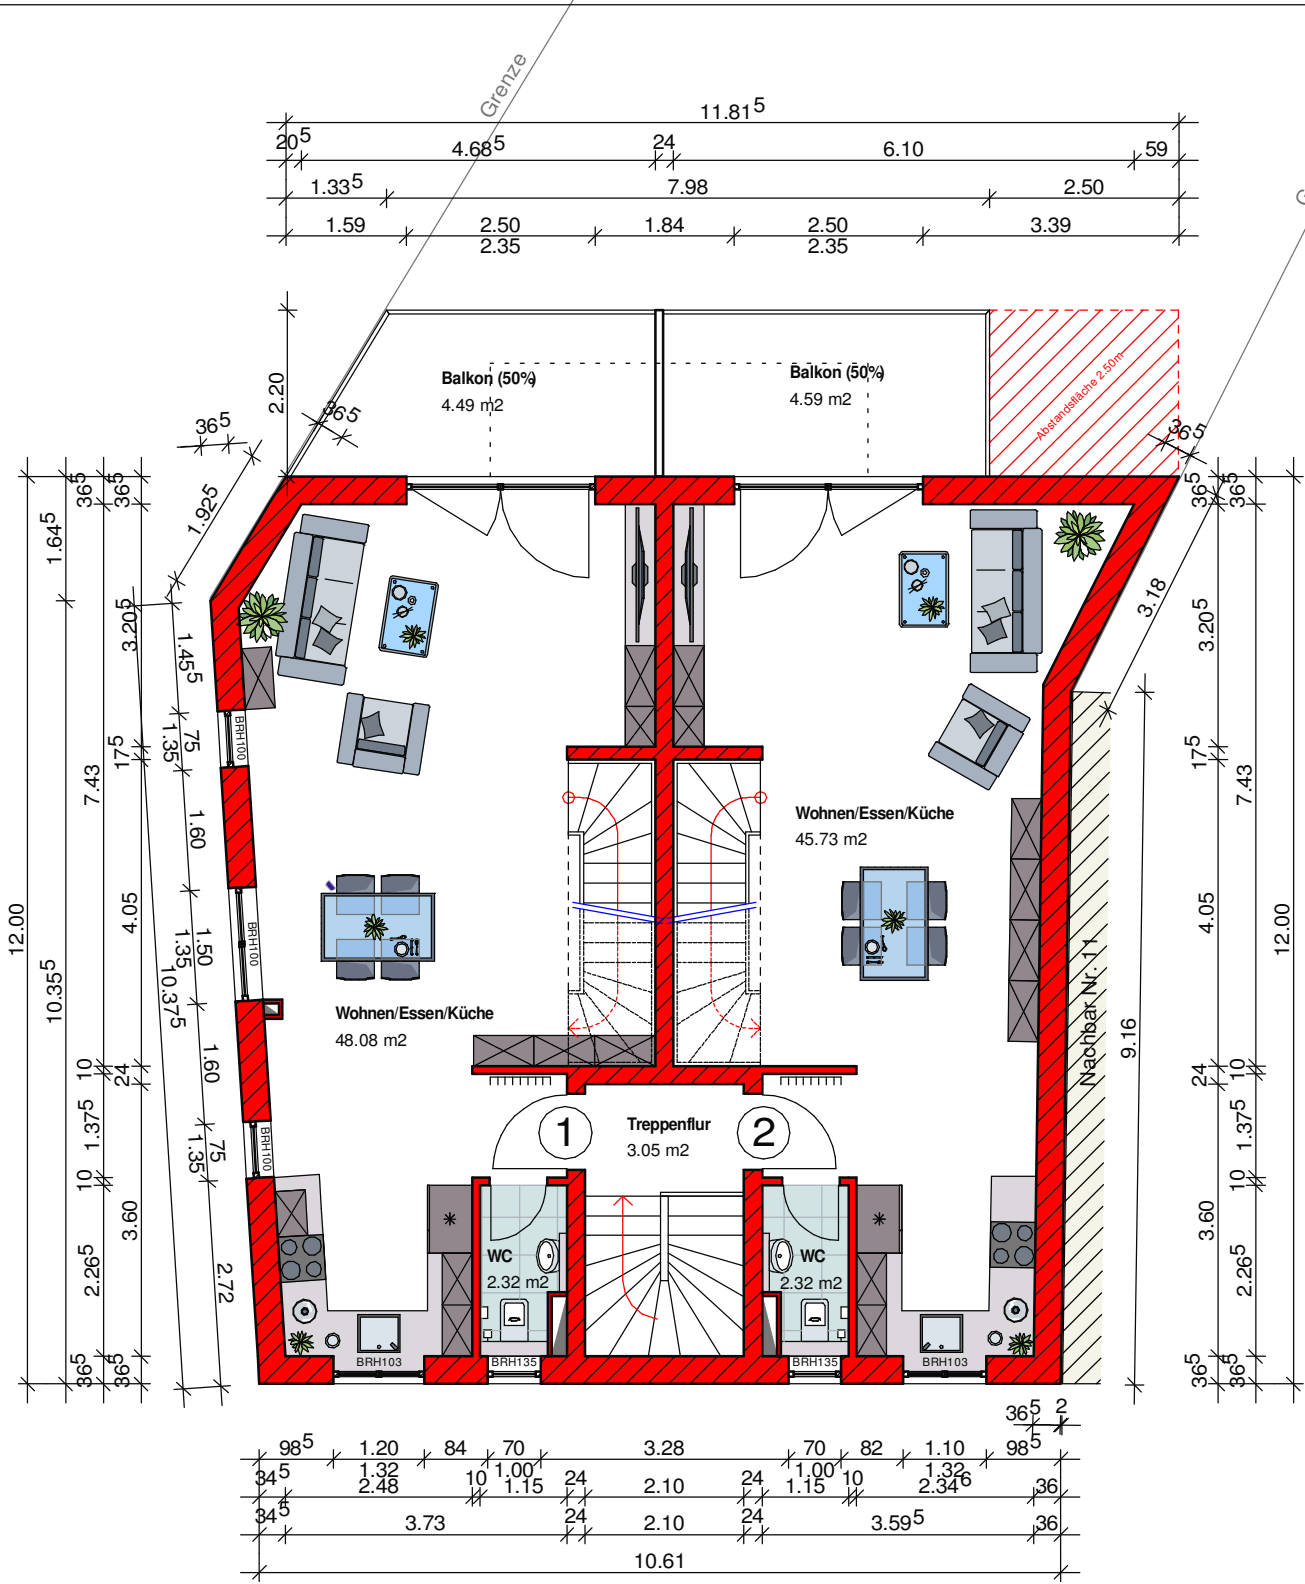 Grenze
11.81⁵
20⁵ 4.68⁵ 24 6.10 59
1.33⁵ 7.98 2.50
G
1.59 2.50 1.84 2.50 3.39
2.35 2.35
2.20
Balkon (50%)
4.49 m2
Balkon (50%)
4.59 m2
Abstandsfläche 2.50m
36⁵
36⁵
36⁵
1.925
3.18
12.00
10.35⁵
1.64⁵
36⁵
7.43
10
1.375
10
2.265
36⁵
36⁵
3.20⁵
17⁵
4.05
24
3.60
36⁵
10.375
1.45⁵
75
1.35
1.60
1.50
1.35
1.60
75
1.35
2.72
BRH100
BRH100
BRH100
Wohnen/Essen/Küche
45.73 m2
Wohnen/Essen/Küche
48.08 m2
1
Treppenflur
3.05 m2
2
WC
2.32 m2
WC
2.32 m2
BRH103
BRH135
BRH135
BRH103
Nachbar Nr. 11
9.16
36⁵
3.20⁵
17⁵
4.05
24
3.60
36⁵
36⁵
7.43
10
1.375
10
2.265
36⁵
12.00
36⁵ 2
98⁵ 1.20 84 70 3.28 70 82 1.10 98⁵
1.32 1.00 1.00 1.32
34⁵ 2.48 10 1.15 24 2.10 24 1.15 10 2.34⁶ 36
34⁵ 3.73 24 2.10 24 3.59⁵ 36
10.61